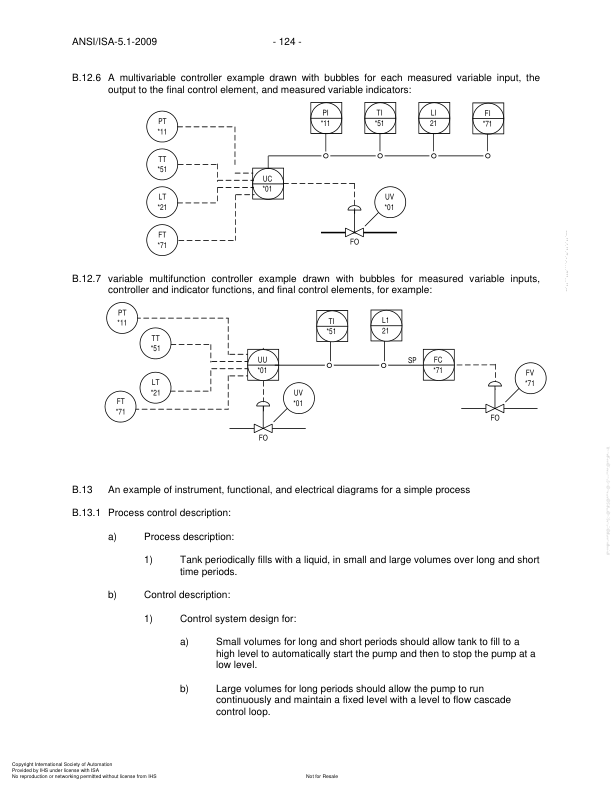 ANSI/ISA-5.1-2009 - 124 -
B.12.6 A multivariable controller example drawn with bubbles for each measured variable input, the
output to the final control element, and measured variable indicators:
PI
*11
TI
*51
LI
21
FI
*71
PT
*11
TT
*51
LT
*21
FT
*71
UC
*01
UV
*01
FO
B.12.7 variable multifunction controller example drawn with bubbles for measured variable inputs,
controller and indicator functions, and final control elements, for example:
PT
*11
TT
*51
LT
*21
FT
*71
UU
*01
TI
*51
L1
21
SP
FC
*71
UV
*01
FO
FV
*71
FO
B.13 An example of instrument, functional, and electrical diagrams for a simple process
B.13.1 Process control description:
a) Process description:
1) Tank periodically fills with a liquid, in small and large volumes over long and short
time periods.
b) Control description:
1) Control system design for:
a) Small volumes for long and short periods should allow tank to fill to a
high level to automatically start the pump and then to stop the pump at a
low level.
b) Large volumes for long periods should allow the pump to run
continuously and maintain a fixed level with a level to flow cascade
control loop.
Copyright International Society of Automation
Provided by IHS under license with ISA
No reproduction or networking permitted without license from IHS Not for Resale